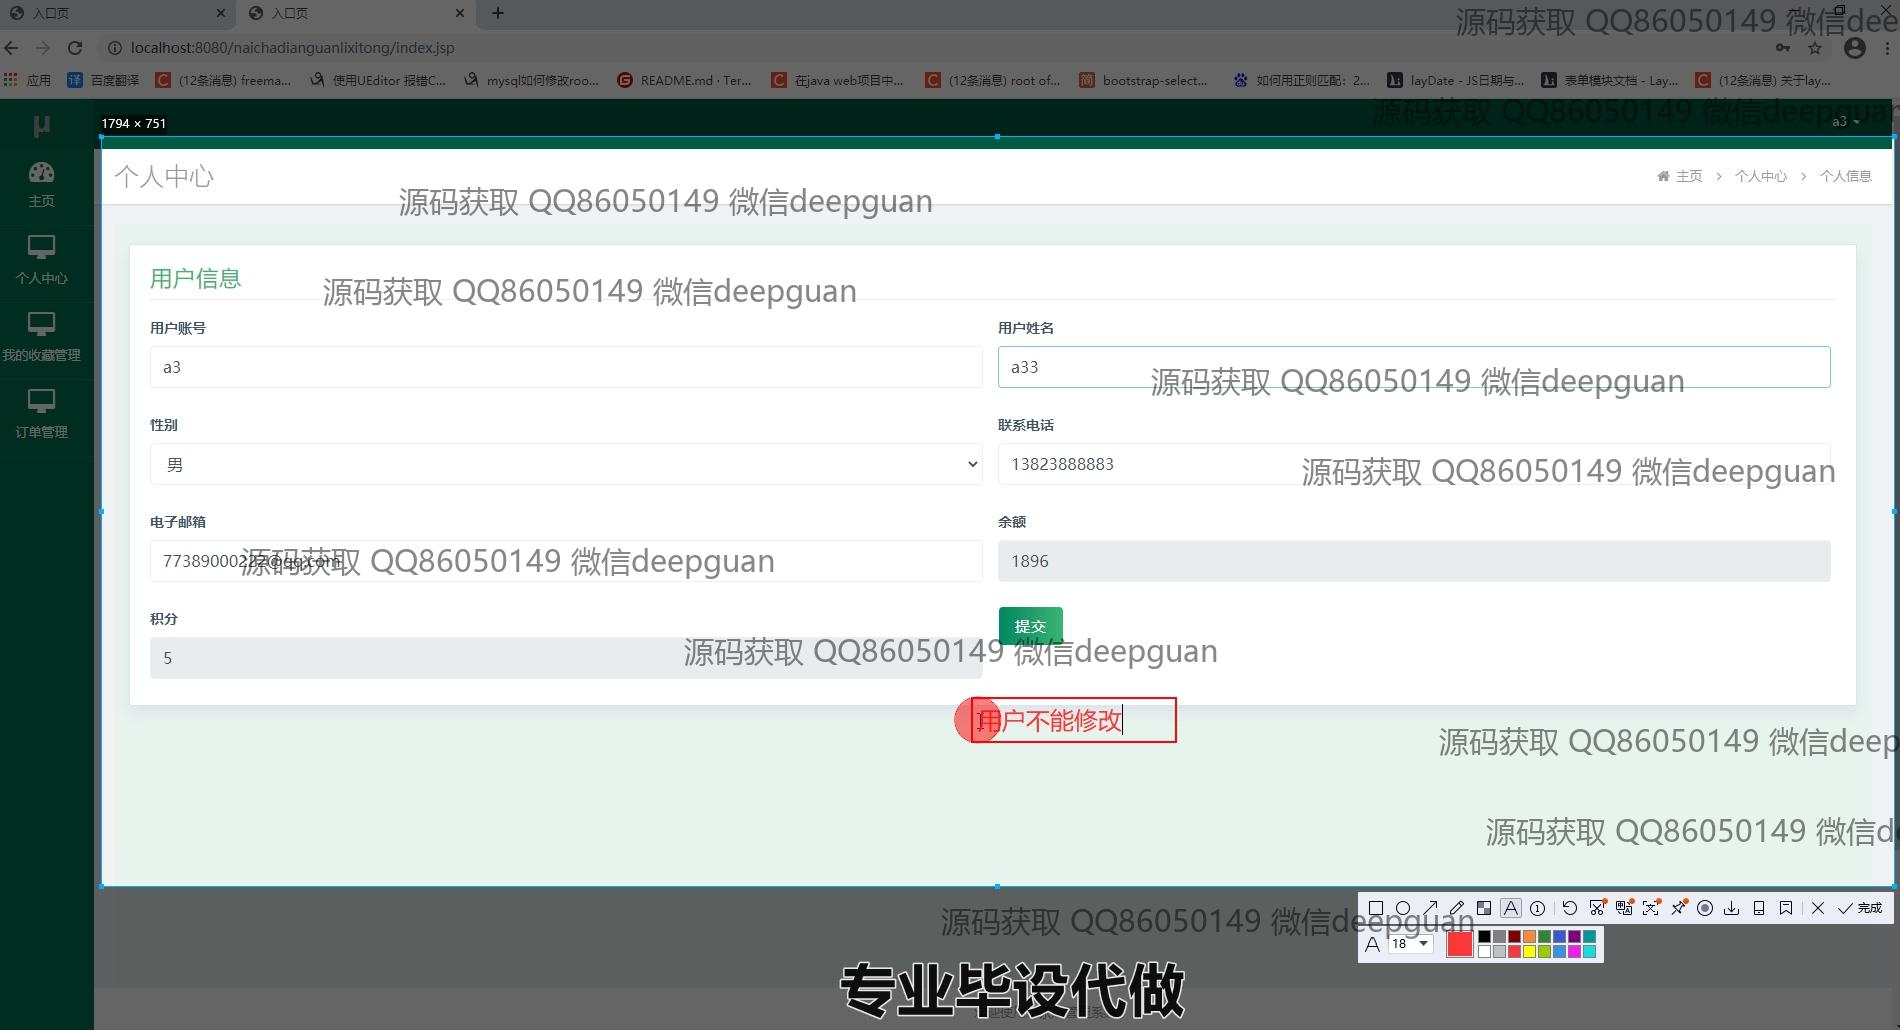 入口页
入口页
源码获取 QQ86050149 微信dee
localhost:8080/naichadianguanlixitong/index.jsp
应用
百度翻译
(12条消息) freema...
使用UEditor 报错C...
mysql如何修改roo...
README.md · Ter...
在java web项目中...
(12条消息) root of...
bootstrap-select...
如何用正则匹配：2...
layDate - JS日期与...
表单模块文档 - Lay...
(12条消息) 关于lay...
源码获取 QQ86050149 微信deepguan
μ
1794 × 751
a3
主页
个人中心
我的收藏管理
订单管理
个人中心
主页
个人中心
个人信息
源码获取 QQ86050149 微信deepguan
用户信息
源码获取 QQ86050149 微信deepguan
用户账号
用户姓名
a3
a33
源码获取 QQ86050149 微信deepguan
性别
联系电话
男
13823888883
源码获取 QQ86050149 微信deepguan
电子邮箱
余额
源码获取 QQ86050149 微信deepguan
1896
积分
提交
5
源码获取 QQ86050149 微信deepguan
用户不能修改
源码获取 QQ86050149 微信deep
源码获取 QQ86050149 微信de
源码获取 QQ86050149 微信deepguan
完成
A 18
专业毕设代做